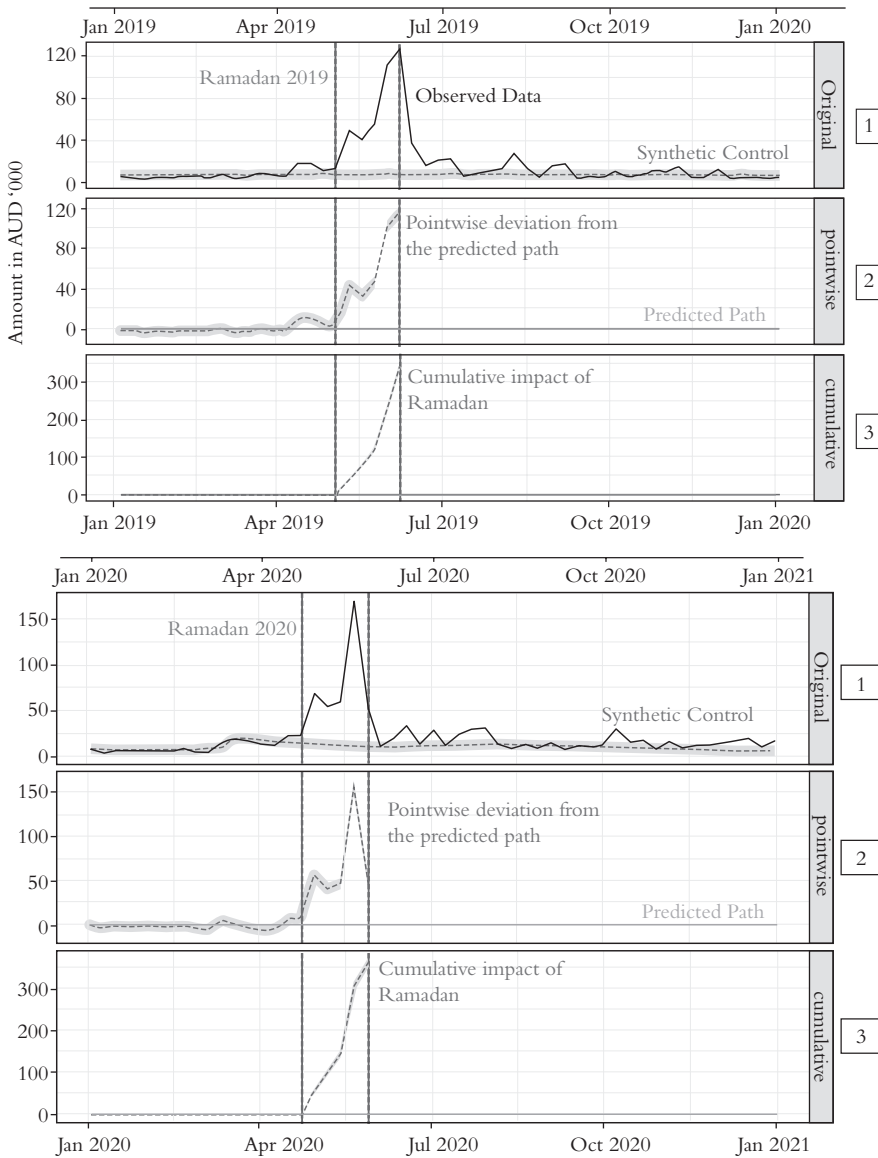 Jan 2019 Apr 2019 Jul 2019 Oct 2019 Jan 2020
120
80
40
0
Ramadan 2019
Observed Data
Synthetic Control
Original
1
Amount in AUD ‘000
120
80
40
0
Pointwise deviation from
the predicted path
Predicted Path
pointwise
2
300
200
100
0
Cumulative impact of
Ramadan
cumulative
3
Jan 2019 Apr 2019 Jul 2019 Oct 2019 Jan 2020
Jan 2020 Apr 2020 Jul 2020 Oct 2020 Jan 2021
150
100
50
0
Ramadan 2020
Synthetic Control
Original
1
150
100
50
0
Pointwise deviation from
the predicted path
Predicted Path
pointwise
2
300
200
100
0
Cumulative impact of
Ramadan
cumulative
3
Jan 2020 Apr 2020 Jul 2020 Oct 2020 Jan 2021